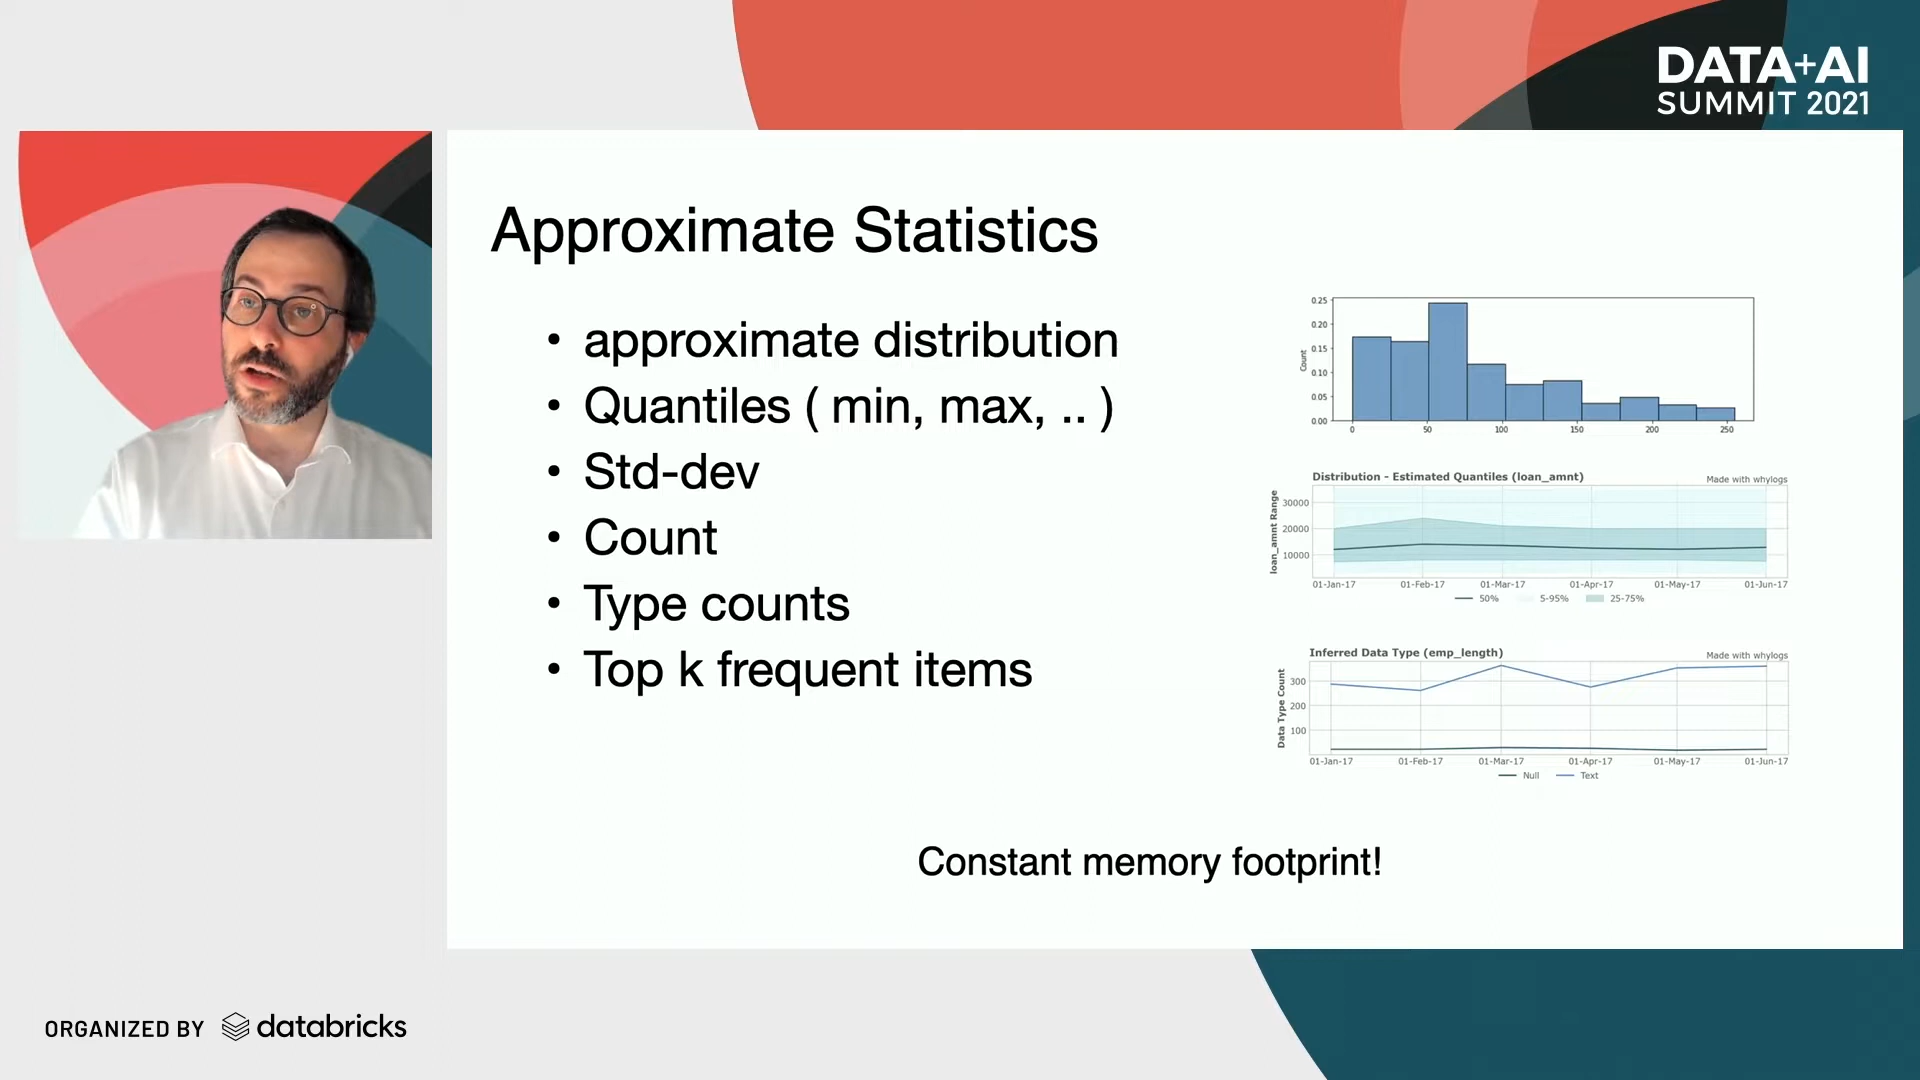 DATA+AI
SUMMIT 2021
Approximate Statistics
• approximate distribution
• Quantiles ( min, max, .. )
• Std-dev
• Count
• Type counts
• Top k frequent items
0.25
0.20
0.15
0.10
0.05
0.00
Count
0 50 100 150 200 250
Distribution - Estimated Quantiles (loan_amnt)
Made with whylogs
loan_amnt Range
30000
20000
10000
01-Jan-17 01-Feb-17 01-Mar-17 01-Apr-17 01-May-17 01-Jun-17
50% 5-95% 25-75%
Inferred Data Type (emp_length)
Made with whylogs
Data Type Count
300
200
100
01-Jan-17 01-Feb-17 01-Mar-17 01-Apr-17 01-May-17 01-Jun-17
Null Text
Constant memory footprint!
ORGANIZED BY databricks